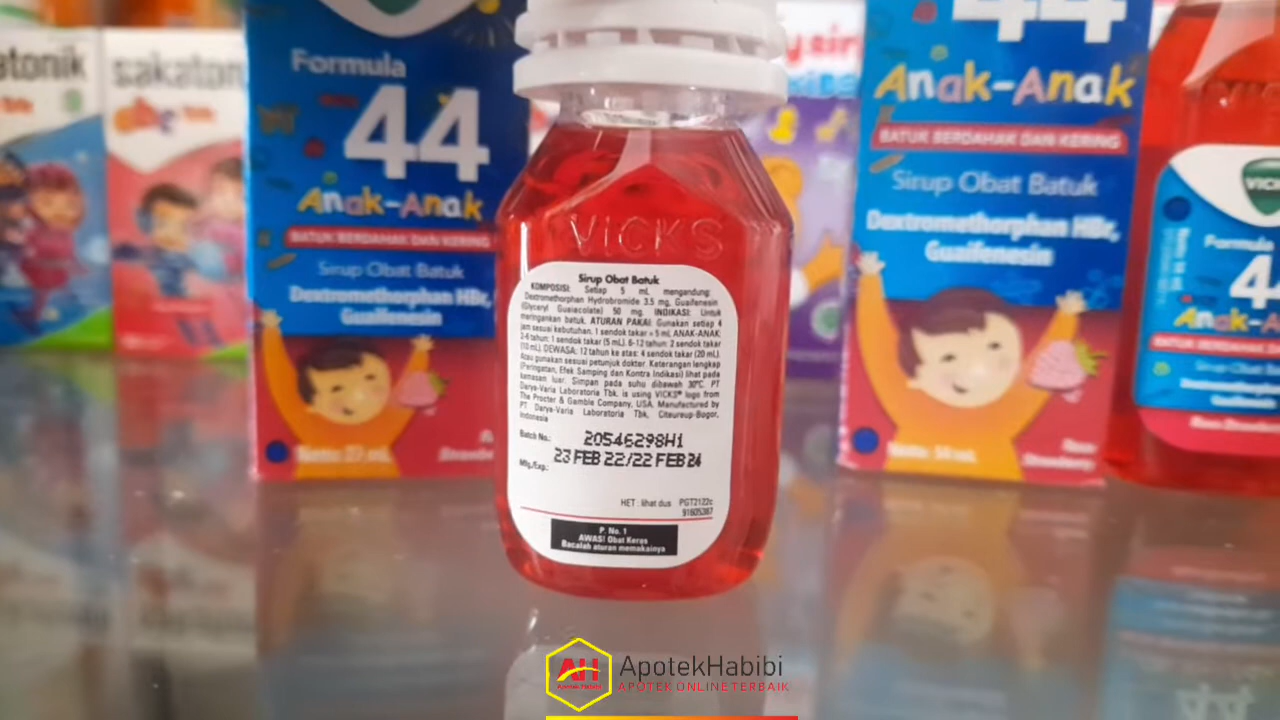 sakatonik
Formula
44
Anak-Anak
BATUK BERDAHAK DAN KERING
Sirup Obat Batuk
Dextromethorphan HBr,
Guaifenesin
Netto: 27 mL
VICKS
Sirup Obat Batuk
KOMPOSISI: Setiap 5 mL mengandung:
Dextromethorphan Hydrobromide 3.5 mg, Guaifenesin
(Glyceryl Guaiacolate) 50 mg. INDIKASI: Untuk
meringankan batuk. ATURAN PAKAI: Gunakan setiap 4
jam sesuai kebutuhan. 1 sendok takar = 5 mL ANAK-ANAK:
2-6 tahun: 1 sendok takar (5 mL). 6-12 tahun: 2 sendok takar
(10 mL). DEWASA: 12 tahun ke atas: 4 sendok takar (20 mL).
Atau gunakan sesuai petunjuk dokter. Keterangan lengkap
(Peringatan, Efek Samping dan Kontra Indikasi) lihat pada
kemasan luar. Simpan pada suhu dibawah 30°C. PT
Darya-Varia Laboratoria Tbk, is using VICKS® logo from
The Procter & Gamble Company, USA. Manufactured by
PT Darya-Varia Laboratoria Tbk, Citeureup-Bogor,
Indonesia
Batch No.: 20546298H1
Mfg./Exp.: 23 FEB 22/22 FEB 24
HET : lihat dus PGT2122c
91605387
P. No. 1
AWAS! Obat Keras
Bacalah aturan memakainya
44
Anak-Anak
BATUK BERDAHAK DAN KERING
Sirup Obat Batuk
Dextromethorphan HBr,
Guaifenesin
Netto: 54 mL
Strawberry
VICKS
Formula
44
AH
Apotek Habibi
ApotekHabibi
APOTEK ONLINE TERBAIK